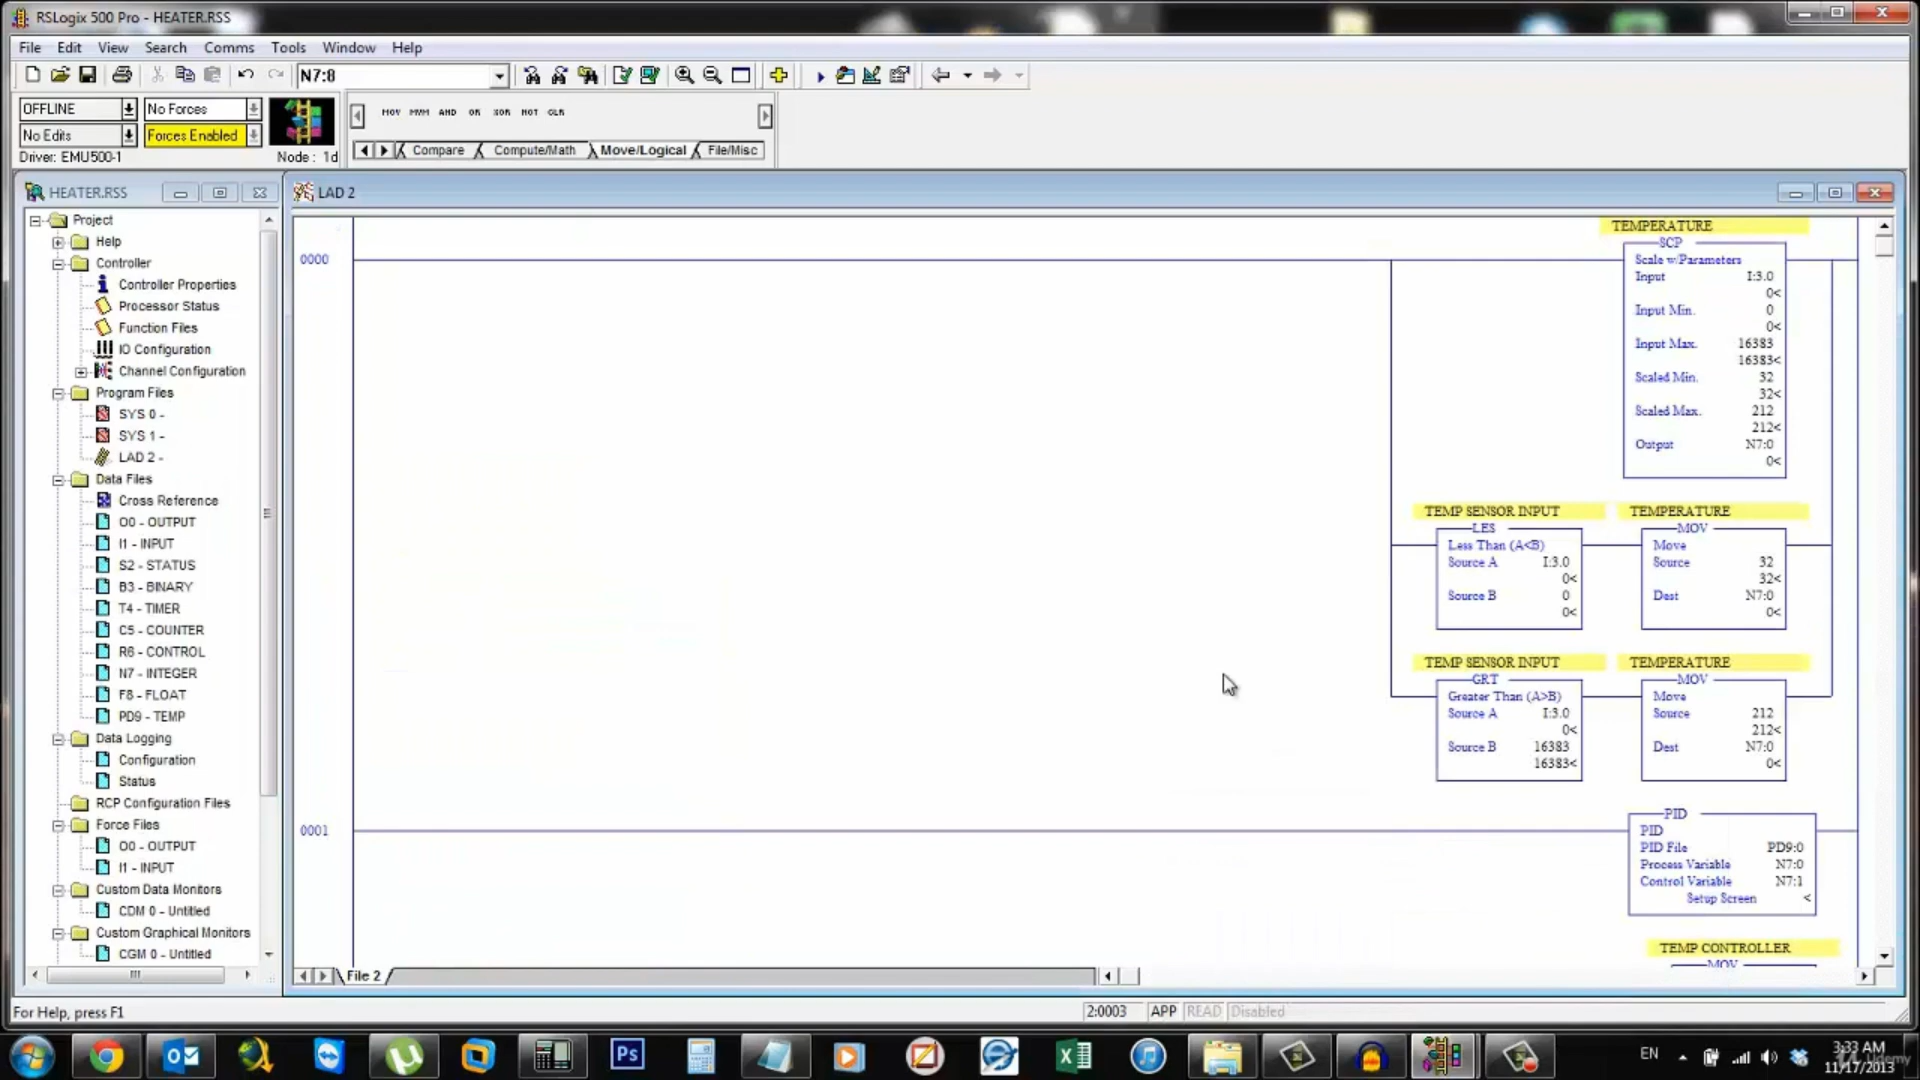 RSLogix 500 Pro - HEATER.RSS
File Edit View Search Comms Tools Window Help
N7:8
OFFLINE No Forces
No Edits Forces Enabled
Driver: EMU500-1 Node : 1d
MOV MVM AND OR XOR NOT CLR
Compare Compute/Math Move/Logical File/Misc
HEATER.RSS
Project
Help
Controller
Controller Properties
Processor Status
Function Files
IO Configuration
Channel Configuration
Program Files
SYS 0 -
SYS 1 -
LAD 2 -
Data Files
Cross Reference
O0 - OUTPUT
I1 - INPUT
S2 - STATUS
B3 - BINARY
T4 - TIMER
C5 - COUNTER
R6 - CONTROL
N7 - INTEGER
F8 - FLOAT
PD9 - TEMP
Data Logging
Configuration
Status
RCP Configuration Files
Force Files
O0 - OUTPUT
I1 - INPUT
Custom Data Monitors
CDM 0 - Untitled
Custom Graphical Monitors
CGM 0 - Untitled
LAD 2
0000
TEMPERATURE
SCP
Scale w/Parameters
Input I:3.0
0<
Input Min. 0
0<
Input Max. 16383
16383<
Scaled Min. 32
32<
Scaled Max. 212
212<
Output N7:0
0<
TEMP SENSOR INPUT
LES
Less Than (A<B)
Source A I:3.0
0<
Source B 0
0<
TEMPERATURE
MOV
Move
Source 32
32<
Dest N7:0
0<
TEMP SENSOR INPUT
GRT
Greater Than (A>B)
Source A I:3.0
0<
Source B 16383
16383<
TEMPERATURE
MOV
Move
Source 212
212<
Dest N7:0
0<
0001
PID
PID
PID File PD9:0
Process Variable N7:0
Control Variable N7:1
Setup Screen <
TEMP CONTROLLER
MOV
File 2
For Help, press F1
2:0003 APP READ Disabled
Ps
EN
3:33 AM
11/17/2013
Udemy